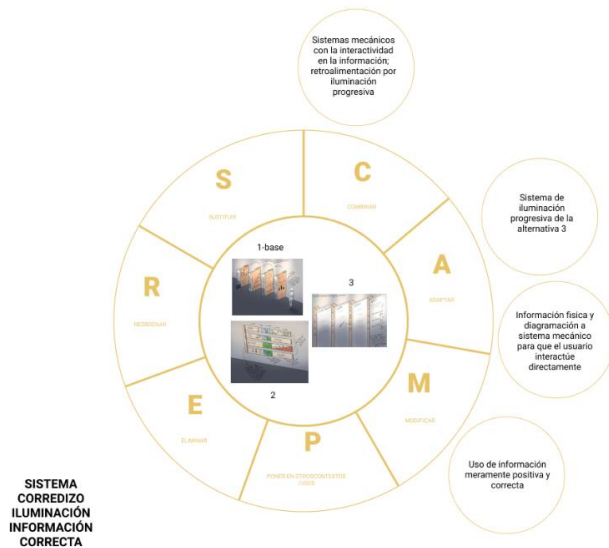 Sistemas mecánicos
con la interactividad
en la información;
retroalimentación por
iluminación
progresiva
S
SUSTITUIR
C
COMBINAR
Sistema de
iluminación
progresiva de la
alternativa 3
A
ADAPTAR
1-base
3
2
R
REORDENAR
Información fisica y
diagramación a
sistema mecánico
para que el usuario
interactúe
directamente
E
ELIMINAR
M
MODIFICAR
P
PONER EN OTROS CONTEXTOS
USOS
Uso de información
meramente positiva y
correcta
SISTEMA
CORREDIZO
ILUMINACIÓN
INFORMACIÓN
CORRECTA